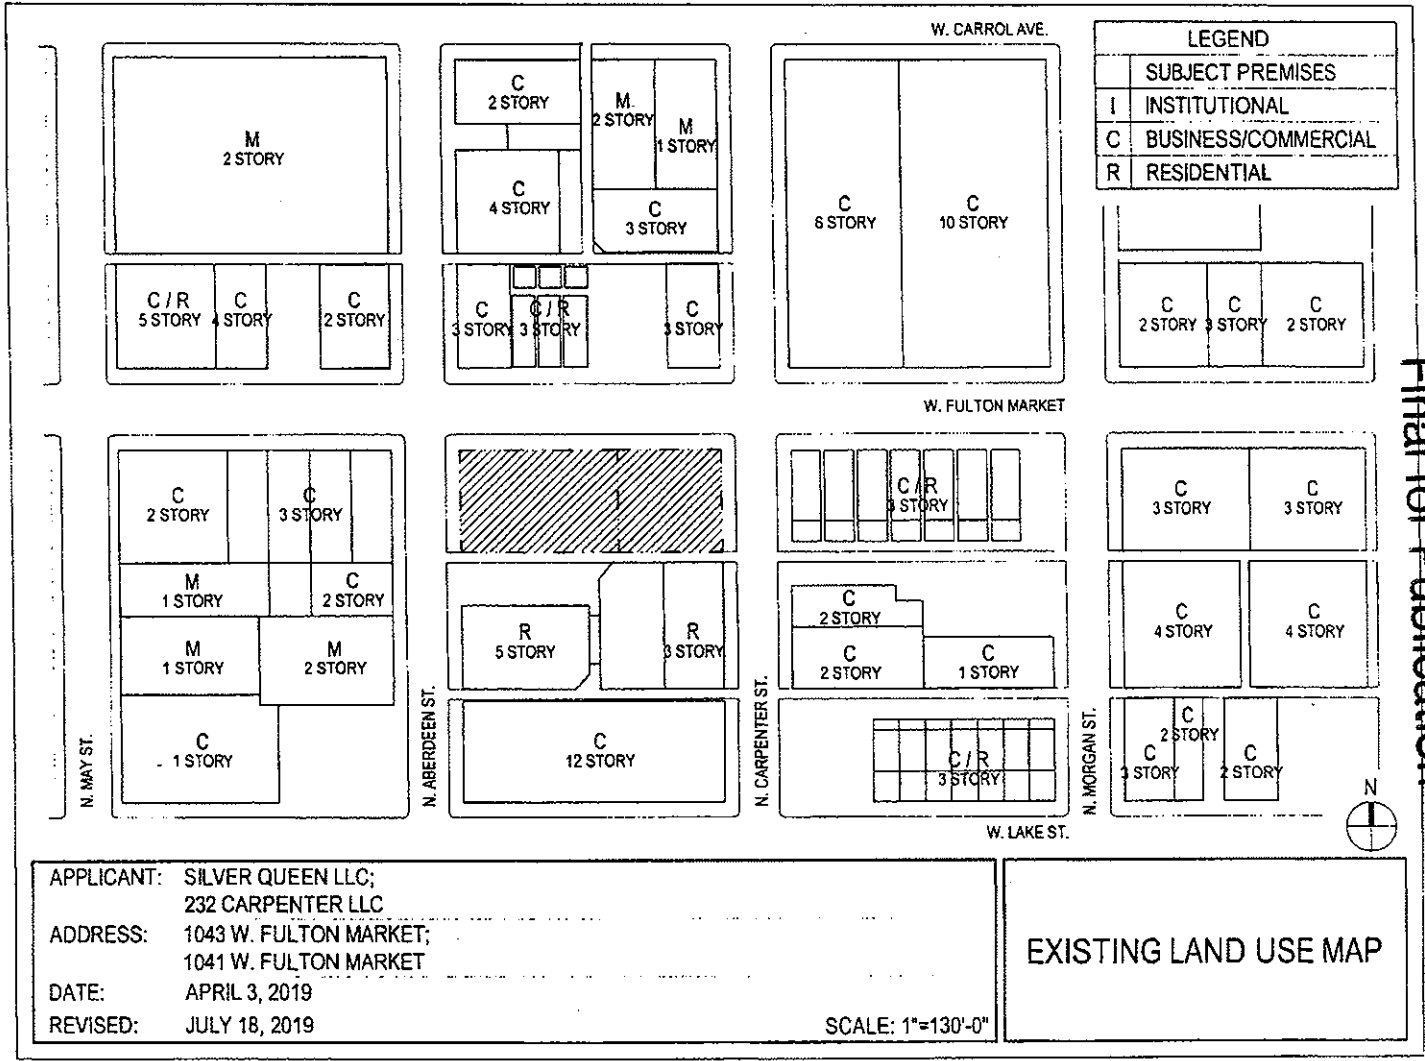 W. CARROL AVE.
LEGEND
SUBJECT PREMISES
I INSTITUTIONAL
C BUSINESS/COMMERCIAL
R RESIDENTIAL
M
2 STORY
C
2 STORY
M
2 STORY
M
1 STORY
C
4 STORY
C
3 STORY
C
6 STORY
C
10 STORY
C / R
5 STORY
C
4 STORY
C
2 STORY
C
3 STORY
C / R
3 STORY
C
3 STORY
C
2 STORY
C
3 STORY
C
2 STORY
W. FULTON MARKET
C
2 STORY
C
3 STORY
C / R
3 STORY
C
3 STORY
C
3 STORY
M
1 STORY
C
2 STORY
M
1 STORY
M
2 STORY
R
5 STORY
R
3 STORY
C
2 STORY
C
2 STORY
C
1 STORY
C
4 STORY
C
4 STORY
C
1 STORY
C
12 STORY
C / R
3 STORY
C
3 STORY
C
2 STORY
C
2 STORY
N. MAY ST.
N. ABERDEEN ST.
N. CARPENTER ST.
N. MORGAN ST.
N
W. LAKE ST.
Final for Publication
APPLICANT: SILVER QUEEN LLC;
232 CARPENTER LLC
ADDRESS: 1043 W. FULTON MARKET;
1041 W. FULTON MARKET
DATE: APRIL 3, 2019
REVISED: JULY 18, 2019
SCALE: 1"=130'-0"
EXISTING LAND USE MAP